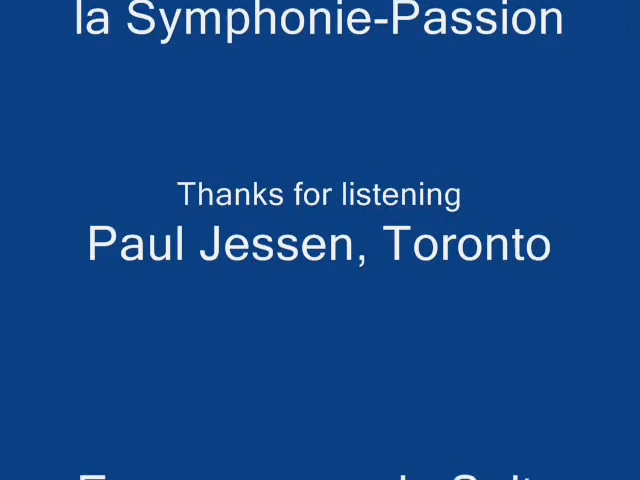 la Symphonie-Passion
Thanks for listening
Paul Jessen, Toronto